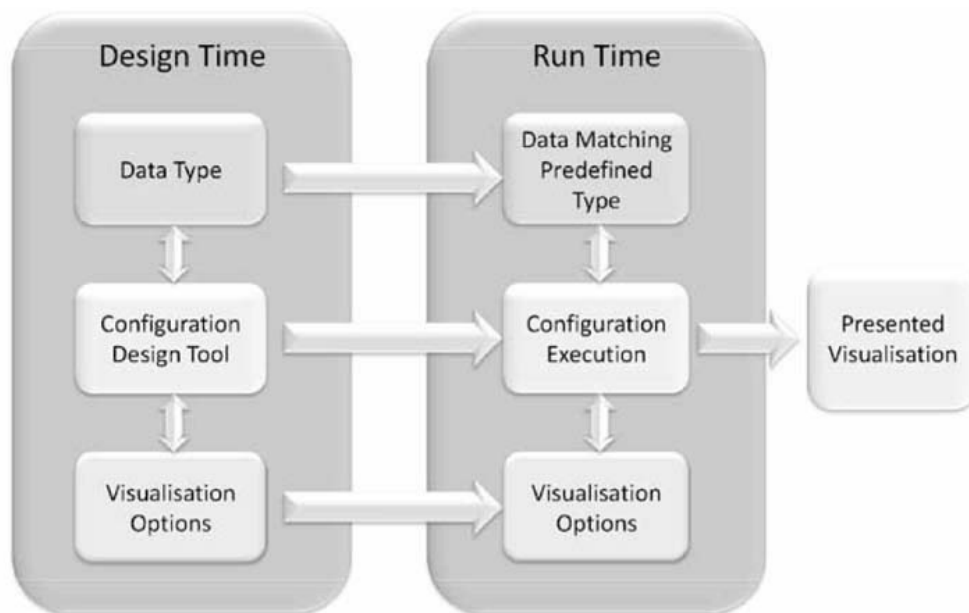 Design Time
Data Type
Configuration
Design Tool
Visualisation
Options
Run Time
Data Matching
Predefined
Type
Configuration
Execution
Visualisation
Options
Presented
Visualisation